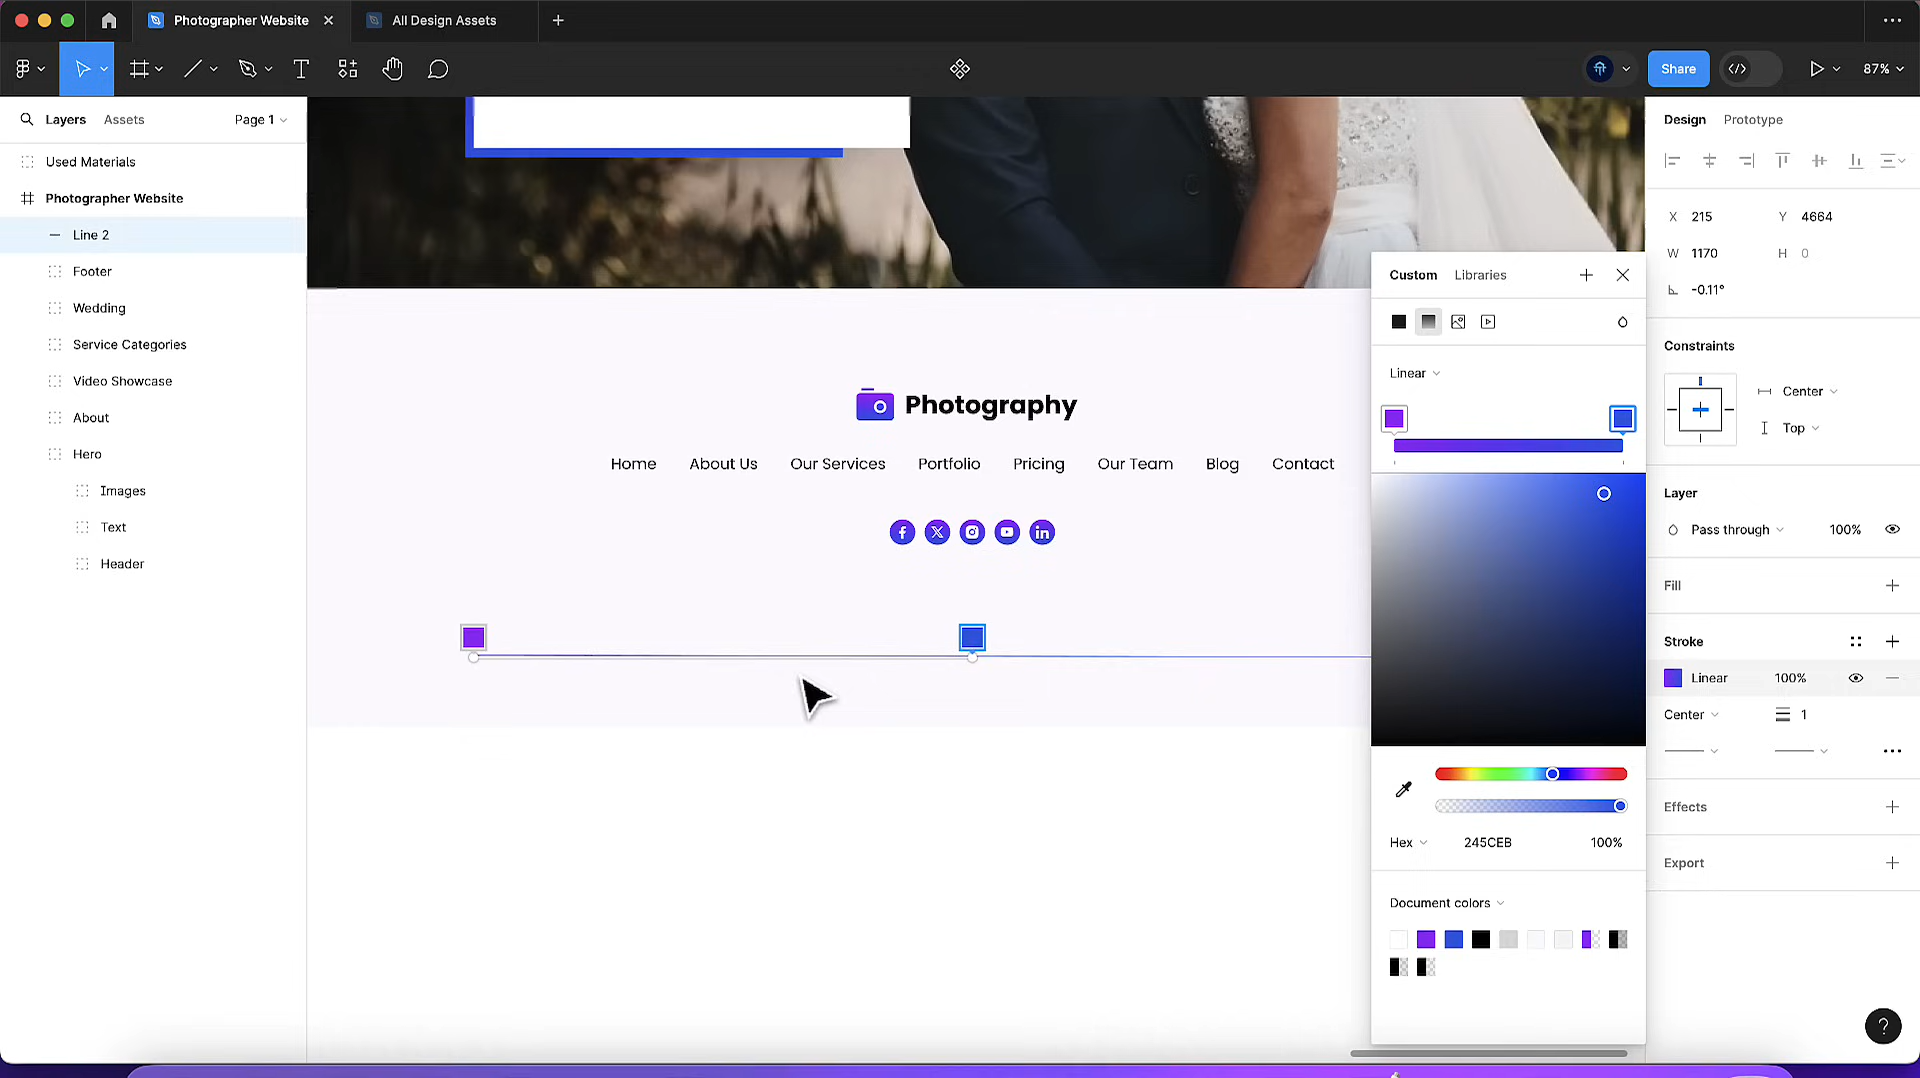 Photographer Website
All Design Assets
Share
87%
Layers
Assets
Page 1
Used Materials
Photographer Website
Line 2
Footer
Wedding
Service Categories
Video Showcase
About
Hero
Images
Text
Header
Photography
Home
About Us
Our Services
Portfolio
Pricing
Our Team
Blog
Contact
Custom
Libraries
Linear
Hex
245CEB
100%
Document colors
Design
Prototype
X 215
Y 4664
W 1170
H 0
-0.11°
Constraints
Center
Top
Layer
Pass through
100%
Fill
Stroke
Linear
100%
Center
1
Effects
Export
?